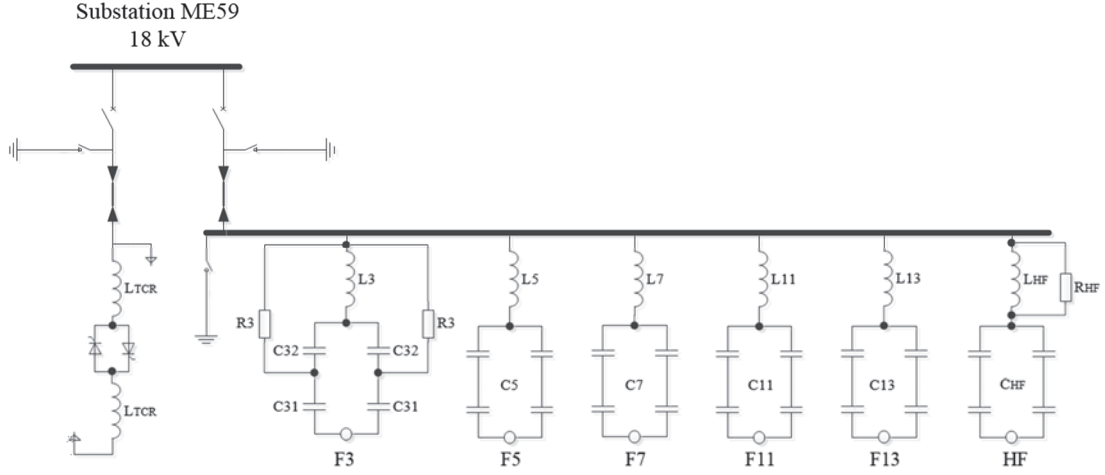 Substation ME59
18 kV
LTCR
LTCR
R3
L3
R3
C32
C32
C31
C31
F3
L5
C5
F5
L7
C7
F7
L11
C11
F11
L13
C13
F13
LHF
RHF
CHF
HF